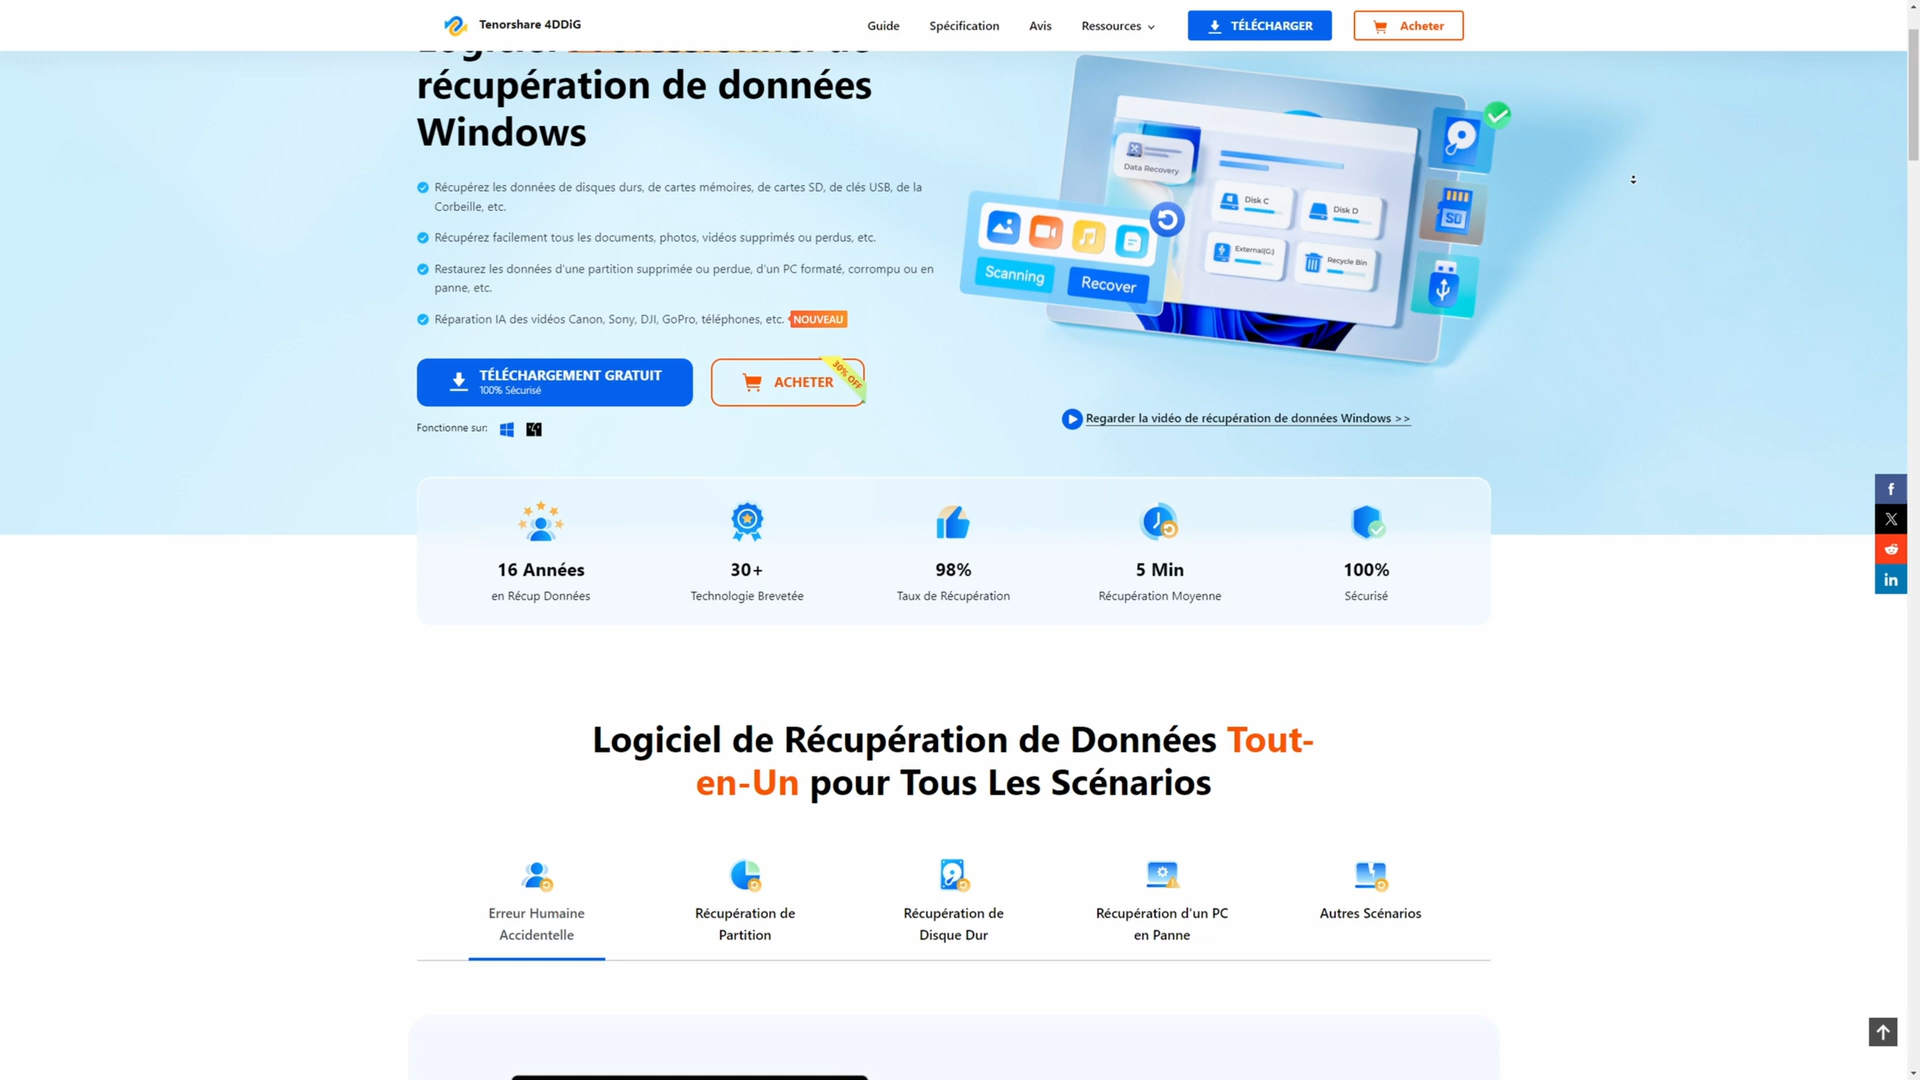 Tenorshare 4DDiG
Guide
Spécification
Avis
Ressources
TÉLÉCHARGER
Acheter
Logiciel Professionnel de
récupération de données
Windows
Récupérez les données de disques durs, de cartes mémoires, de cartes SD, de clés USB, de la
Corbeille, etc.
Récupérez facilement tous les documents, photos, vidéos supprimés ou perdus, etc.
Restaurez les données d'une partition supprimée ou perdue, d'un PC formaté, corrompu ou en
panne, etc.
Réparation IA des vidéos Canon, Sony, DJI, GoPro, téléphones, etc. NOUVEAU
TÉLÉCHARGEMENT GRATUIT
100% Sécurisé
ACHETER
30% OFF
Fonctionne sur:
Data Recovery
Disk C
Disk D
External(G:)
Recycle Bin
SD
Scanning
Recover
Regarder la vidéo de récupération de données Windows >>
16 Années
en Récup Données
30+
Technologie Brevetée
98%
Taux de Récupération
5 Min
Récupération Moyenne
100%
Sécurisé
Logiciel de Récupération de Données Tout-
en-Un pour Tous Les Scénarios
Erreur Humaine
Accidentelle
Récupération de
Partition
Récupération de
Disque Dur
Récupération d'un PC
en Panne
Autres Scénarios